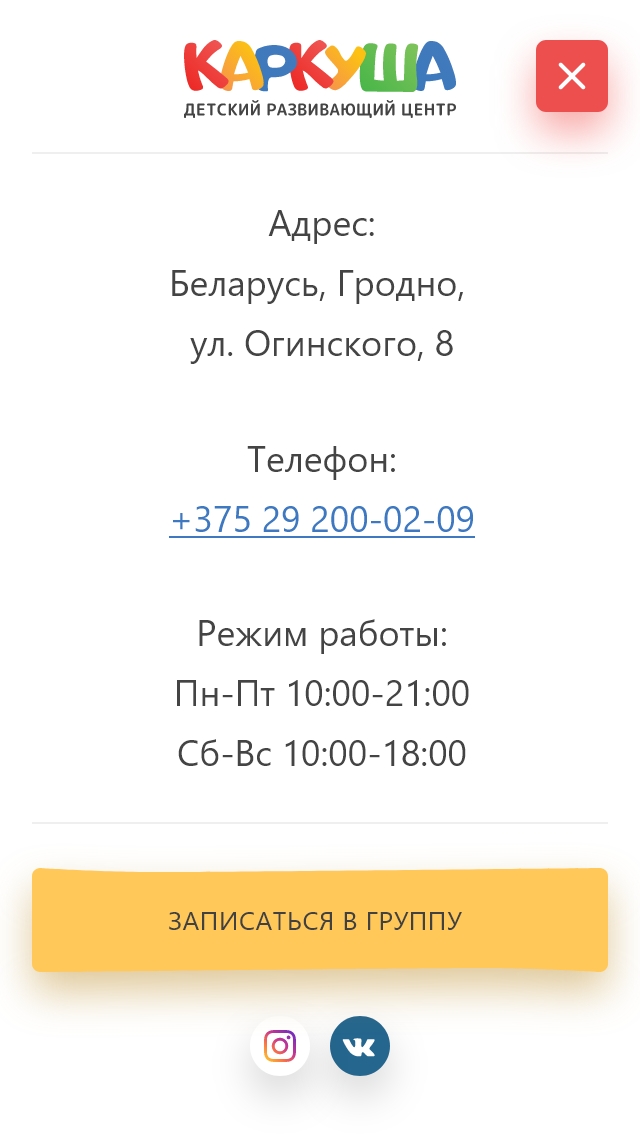 КАРКУША
ДЕТСКИЙ РАЗВИВАЮЩИЙ ЦЕНТР
Адрес:
Беларусь, Гродно,
ул. Огинского, 8
Телефон:
+375 29 200-02-09
Режим работы:
Пн-Пт 10:00-21:00
Сб-Вс 10:00-18:00
ЗАПИСАТЬСЯ В ГРУППУ